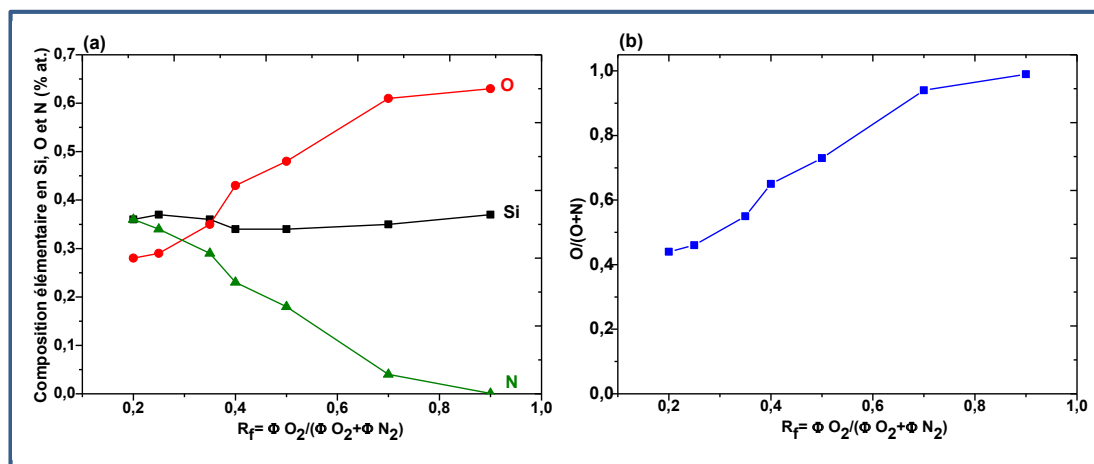 (a)
0,7
0,6
0,5
0,4
0,3
0,2
0,1
0,0
Composition élémentaire en Si, O et N (% at.)
O
Si
N
0,2 0,4 0,6 0,8 1,0
R_f= Φ O₂/(Φ O₂+Φ N₂)
(b)
1,0
0,8
0,6
0,4
0,2
0,0
O/(O+N)
0,2 0,4 0,6 0,8 1,0
R_f= Φ O₂/(Φ O₂+Φ N₂)